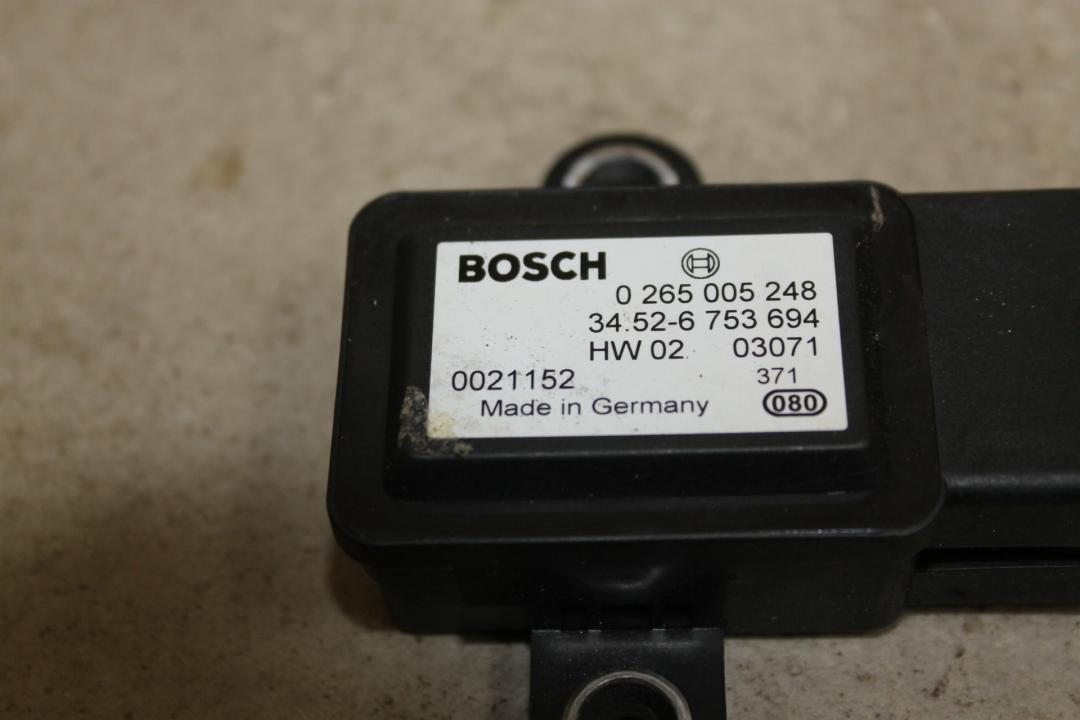 BOSCH
0 265 005 248
34.52-6 753 694
HW 02 03071
0021152 371
Made in Germany 080